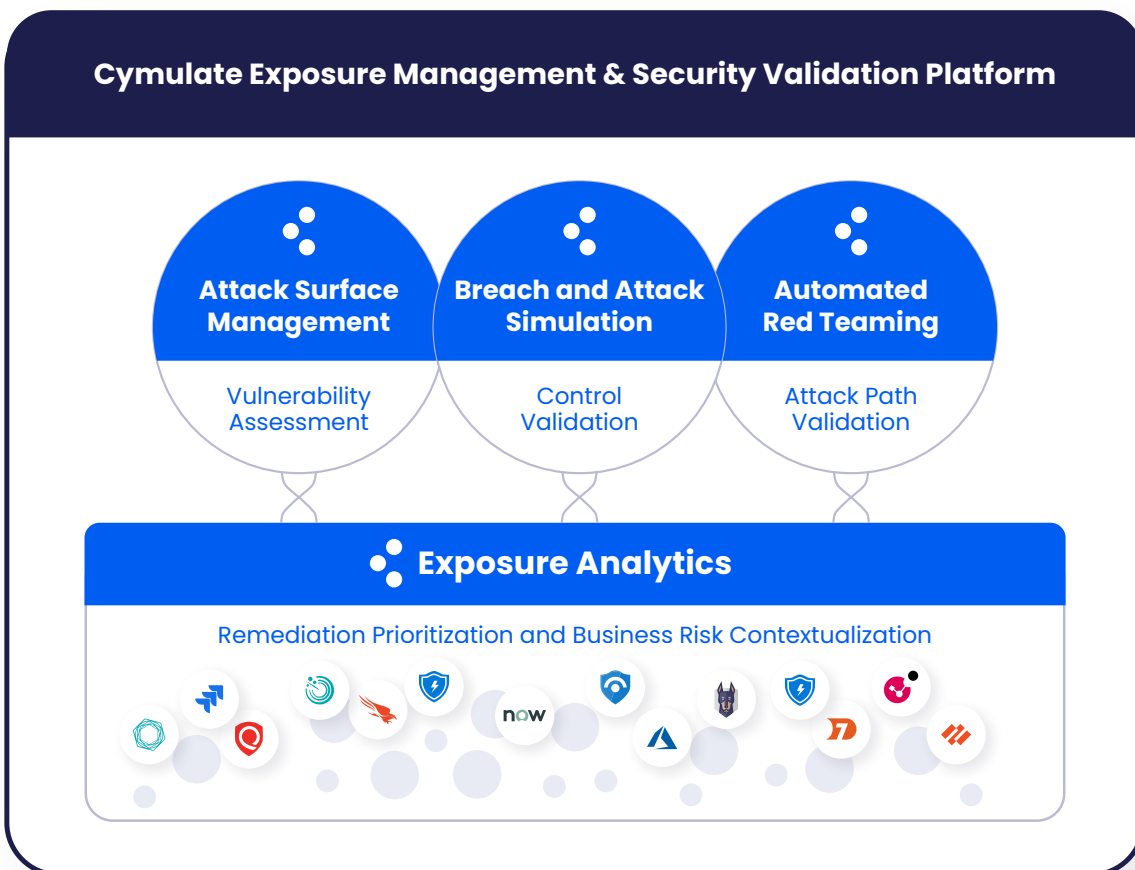 Cymulate Exposure Management & Security Validation Platform
Attack Surface
Management
Vulnerability
Assessment
Breach and Attack
Simulation
Control
Validation
Automated
Red Teaming
Attack Path
Validation
Exposure Analytics
Remediation Prioritization and Business Risk Contextualization
now